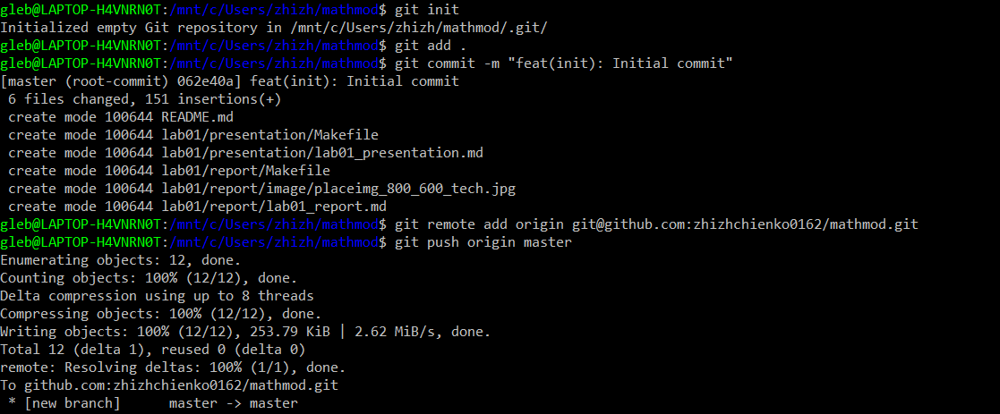 gleb@LAPTOP-H4VNRN0T:/mnt/c/Users/zhizh/mathmod$ git init
Initialized empty Git repository in /mnt/c/Users/zhizh/mathmod/.git/
gleb@LAPTOP-H4VNRN0T:/mnt/c/Users/zhizh/mathmod$ git add .
gleb@LAPTOP-H4VNRN0T:/mnt/c/Users/zhizh/mathmod$ git commit -m "feat(init): Initial commit"
[master (root-commit) 062e40a] feat(init): Initial commit
 6 files changed, 151 insertions(+)
 create mode 100644 README.md
 create mode 100644 lab01/presentation/Makefile
 create mode 100644 lab01/presentation/lab01_presentation.md
 create mode 100644 lab01/report/Makefile
 create mode 100644 lab01/report/image/placeimg_800_600_tech.jpg
 create mode 100644 lab01/report/lab01_report.md
gleb@LAPTOP-H4VNRN0T:/mnt/c/Users/zhizh/mathmod$ git remote add origin git@github.com:zhizhchienko0162/mathmod.git
gleb@LAPTOP-H4VNRN0T:/mnt/c/Users/zhizh/mathmod$ git push origin master
Enumerating objects: 12, done.
Counting objects: 100% (12/12), done.
Delta compression using up to 8 threads
Compressing objects: 100% (12/12), done.
Writing objects: 100% (12/12), 253.79 KiB | 2.62 MiB/s, done.
Total 12 (delta 1), reused 0 (delta 0)
remote: Resolving deltas: 100% (1/1), done.
To github.com:zhizhchienko0162/mathmod.git
 * [new branch]      master -> master